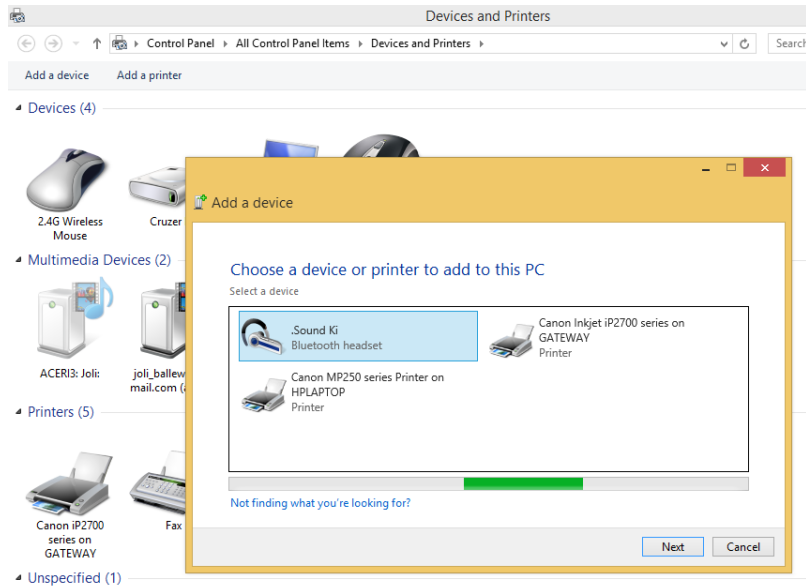 Devices and Printers
Control Panel All Control Panel Items Devices and Printers
Search
Add a device Add a printer
Devices (4)
2.4G Wireless
Mouse
Cruzer
Multimedia Devices (2)
ACERI3: Joli:
joli_ballew
mail.com (
Printers (5)
Canon iP2700
series on
GATEWAY
Fax
Unspecified (1)
Add a device
Choose a device or printer to add to this PC
Select a device
.Sound Ki
Bluetooth headset
Canon Inkjet iP2700 series on
GATEWAY
Printer
Canon MP250 series Printer on
HPLAPTOP
Printer
Not finding what you're looking for?
Next Cancel